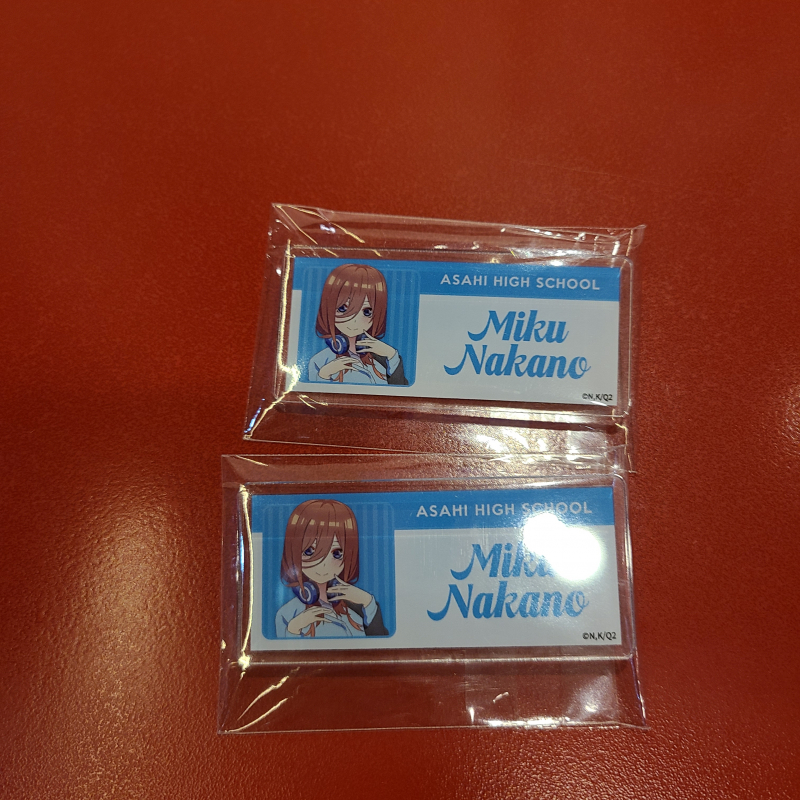 ASAHI HIGH SCHOOL
Miku
Nakano
©N,K/Q2
ASAHI HIGH SCHOOL
Miku
Nakano
©N,K/Q2